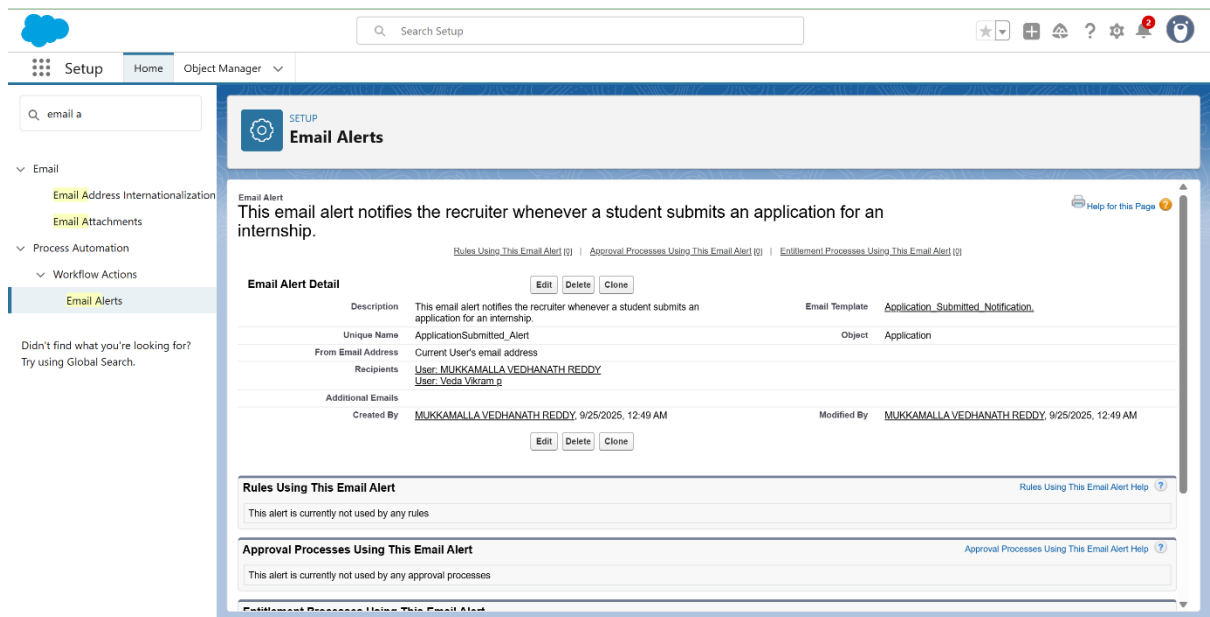 Search Setup
2
Setup
Home
Object Manager
email a
Email
Email Address Internationalization
Email Attachments
Process Automation
Workflow Actions
Email Alerts
Didn't find what you're looking for?
Try using Global Search.
SETUP
Email Alerts
Email Alert
This email alert notifies the recruiter whenever a student submits an application for an
internship.
Help for this Page ?
Rules Using This Email Alert [0] | Approval Processes Using This Email Alert [0] | Entitlement Processes Using This Email Alert [0]
Email Alert Detail
Edit Delete Clone
Description This email alert notifies the recruiter whenever a student submits an
application for an internship.
Email Template Application_Submitted_Notification.
Unique Name ApplicationSubmitted_Alert Object Application
From Email Address Current User's email address
Recipients User: MUKKAMALLA VEDHANATH REDDY
User: Veda Vikram p
Additional Emails
Created By MUKKAMALLA VEDHANATH REDDY, 9/25/2025, 12:49 AM Modified By MUKKAMALLA VEDHANATH REDDY, 9/25/2025, 12:49 AM
Edit Delete Clone
Rules Using This Email Alert Rules Using This Email Alert Help ?
This alert is currently not used by any rules
Approval Processes Using This Email Alert Approval Processes Using This Email Alert Help ?
This alert is currently not used by any approval processes
Entitlement Processes Using This Email Alert